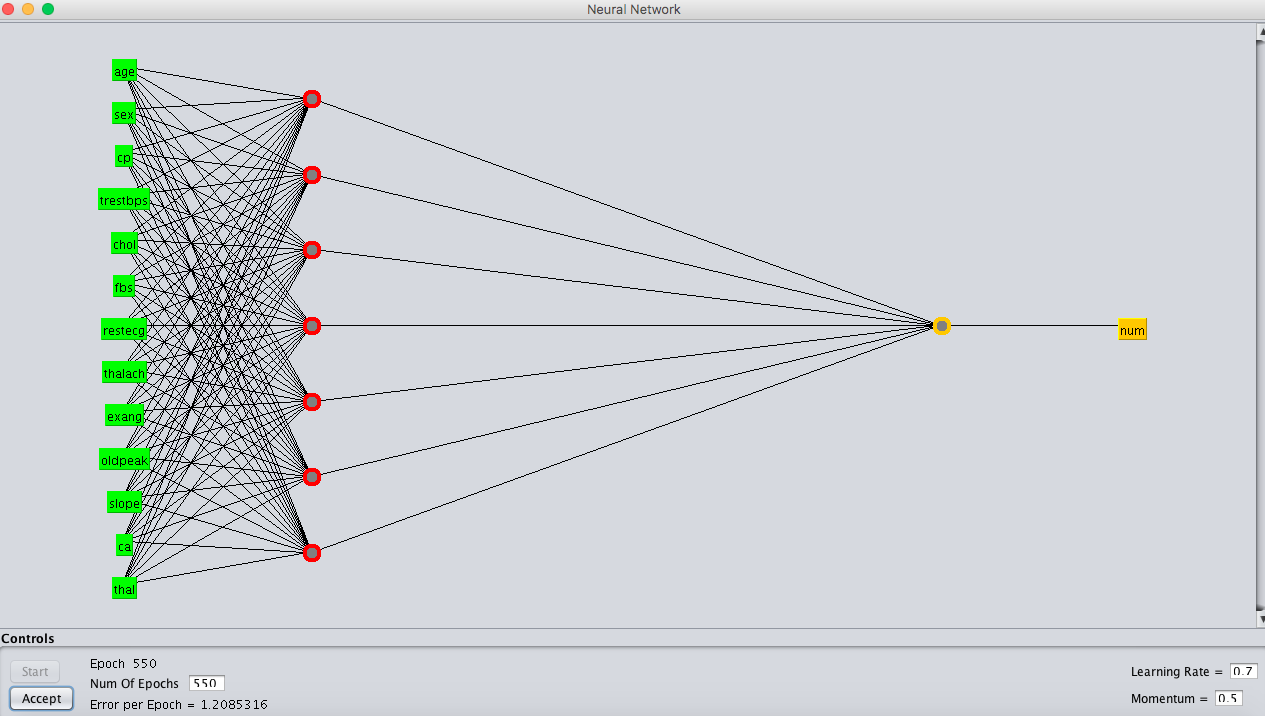 Neural Network
age
sex
cp
trestbps
chol
fbs
restecg
thalach
exang
oldpeak
slope
ca
thal
num
Controls
Start
Accept
Epoch 550
Num Of Epochs 550
Error per Epoch = 1.2085316
Learning Rate = 0.7
Momentum = 0.5